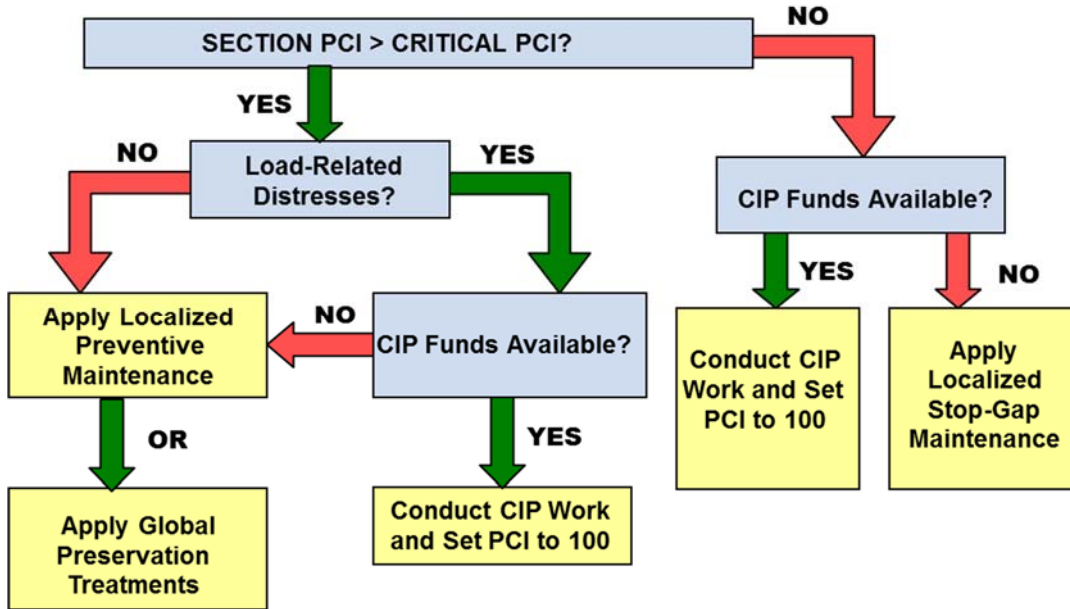 SECTION PCI > CRITICAL PCI?
NO
YES
NO
Load-Related
Distresses?
YES
CIP Funds Available?
YES
NO
Apply Localized
Preventive
Maintenance
NO
CIP Funds Available?
Conduct CIP
Work and Set
PCI to 100
Apply
Localized
Stop-Gap
Maintenance
OR
YES
Apply Global
Preservation
Treatments
Conduct CIP Work
and Set PCI to 100